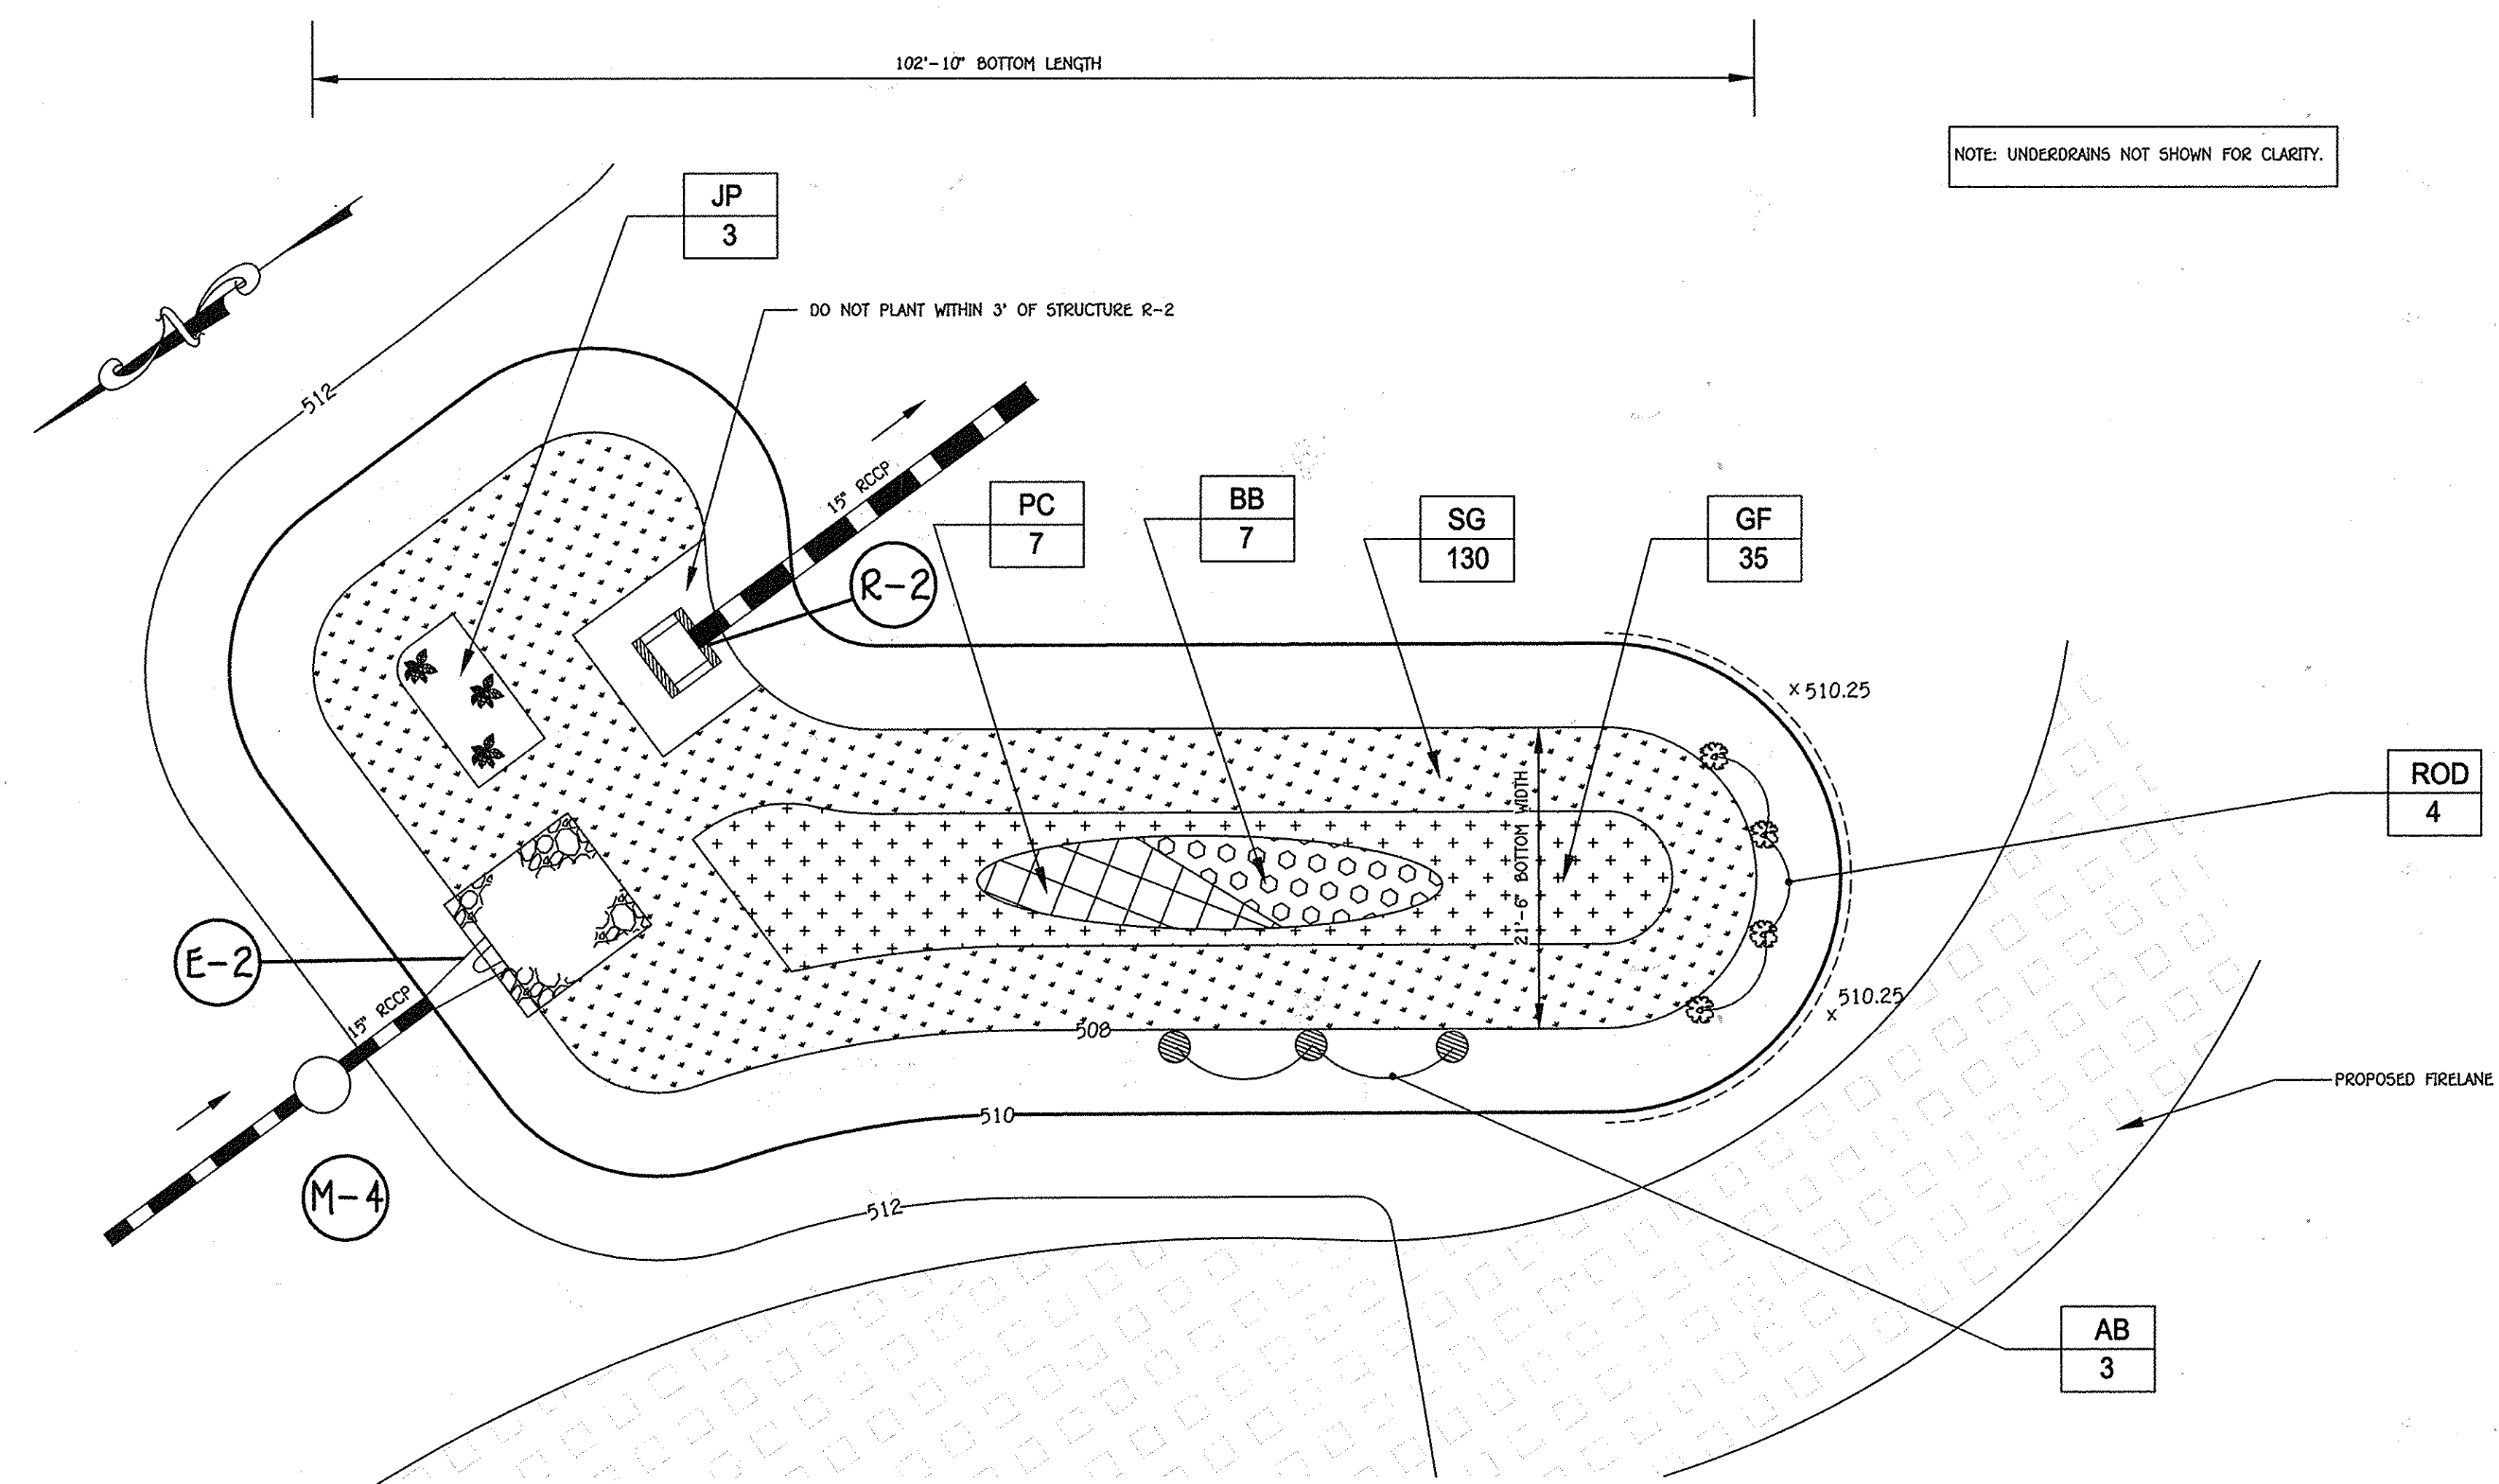 102'-10" BOTTOM LENGTH
NOTE: UNDERDRAINS NOT SHOWN FOR CLARITY.
JP
3
DO NOT PLANT WITHIN 3' OF STRUCTURE R-2
N
512
15" RCCP
R-2
PC
7
BB
7
SG
130
GF
35
510.25
ROD
4
21'-6" BOTTOM WIDTH
E-2
15" RCCP
510.25
508
PROPOSED FIRELANE
510
M-4
512
AB
3